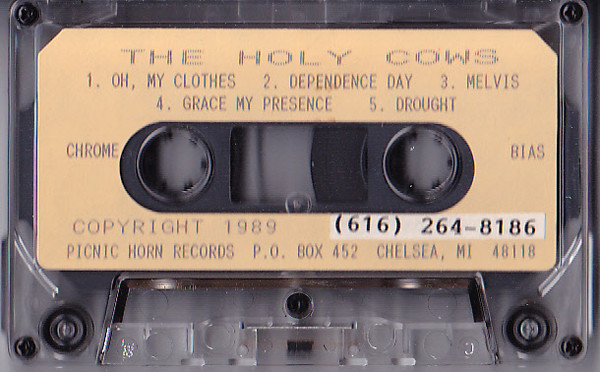 THE HOLY COWS
1. OH, MY CLOTHES 2. DEPENDENCE DAY 3. MELVIS
4. GRACE MY PRESENCE 5. DROUGHT
CHROME BIAS
COPYRIGHT 1989 (616) 264-8186
PICNIC HORN RECORDS P.O. BOX 452 CHELSEA, MI 48118